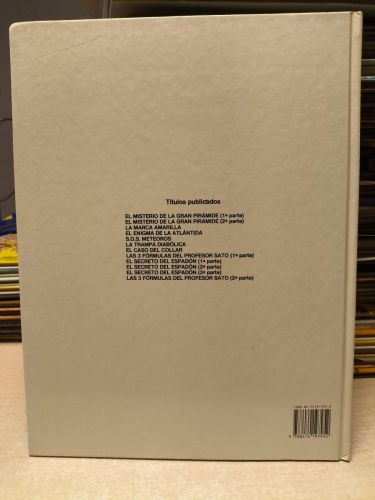 Títulos publicados
EL MISTERIO DE LA GRAN PIRÁMIDE (1ª parte)
EL MISTERIO DE LA GRAN PIRÁMIDE (2ª parte)
LA MARCA AMARILLA
EL ENIGMA DE LA ATLÁNTIDA
S.O.S. METEOROS
LA TRAMPA DIABÓLICA
EL CASO DEL COLLAR
LAS 3 FÓRMULAS DEL PROFESOR SATO (1ª parte)
EL SECRETO DEL ESPADÓN (1ª parte)
EL SECRETO DEL ESPADÓN (2ª parte)
EL SECRETO DEL ESPADÓN (3ª parte)
LAS 3 FÓRMULAS DEL PROFESOR SATO (2ª parte)
ISBN